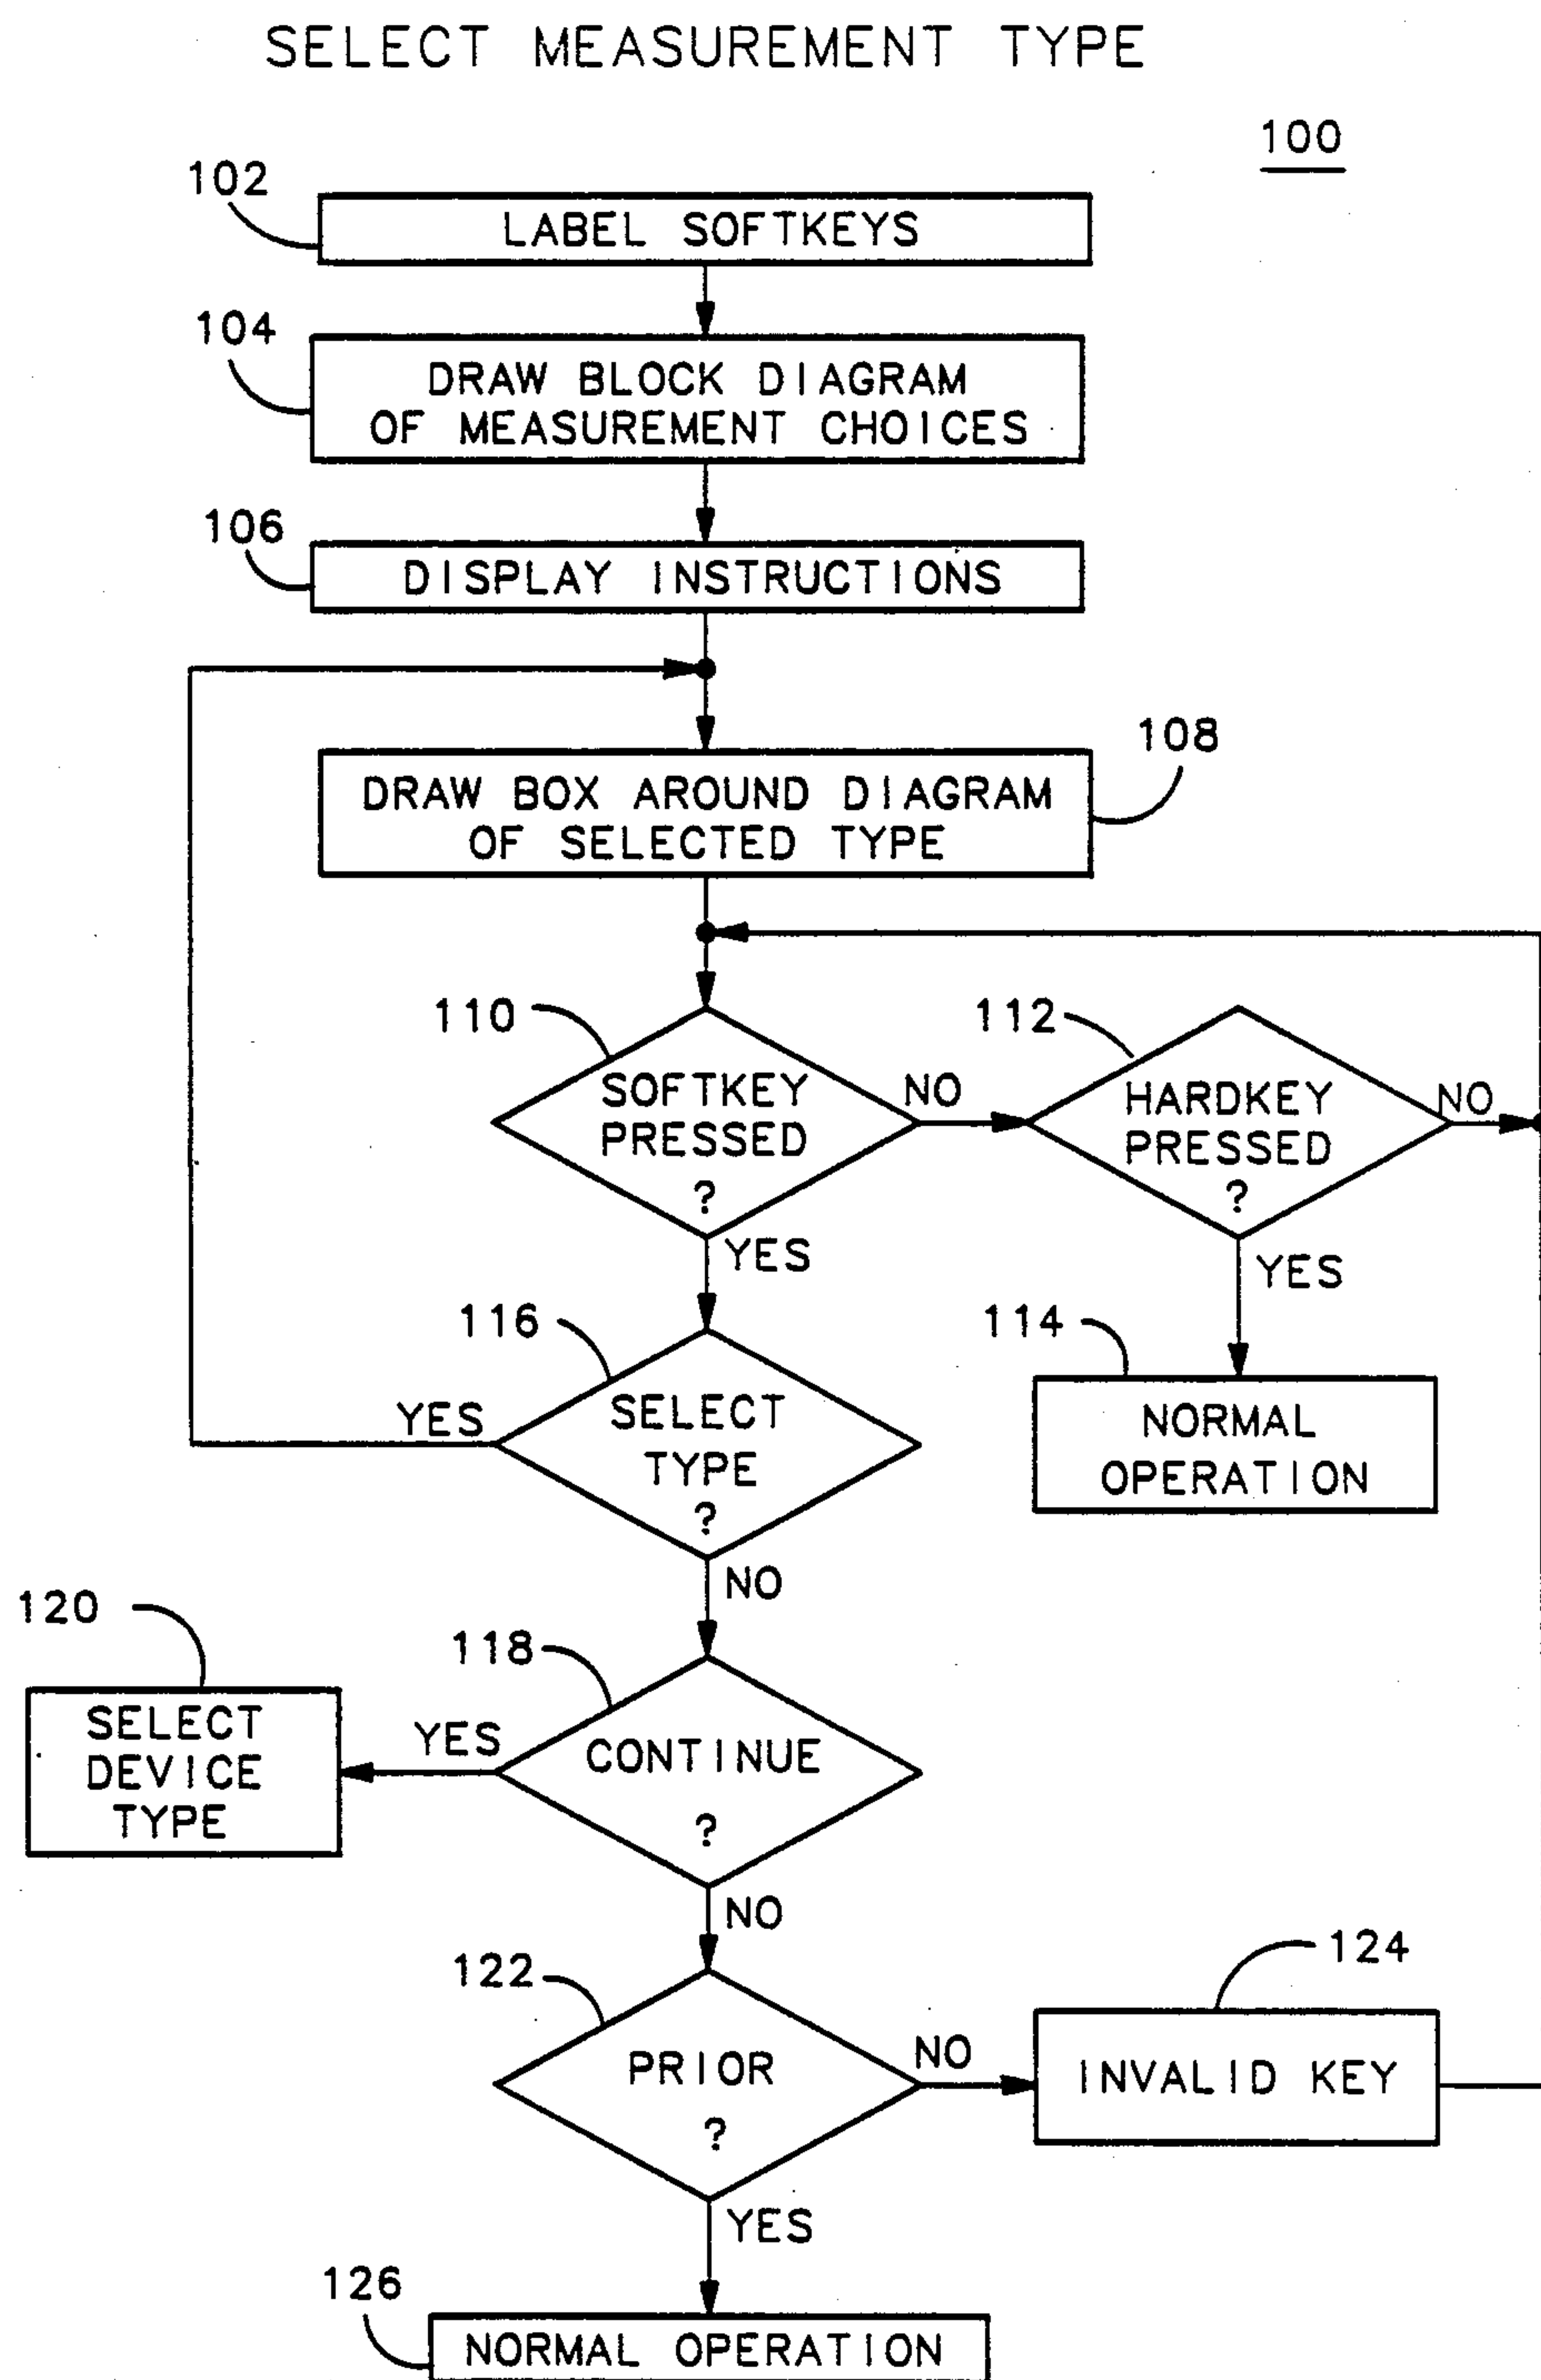 SELECT MEASUREMENT TYPE
100
102
LABEL SOFTKEYS
104
DRAW BLOCK DIAGRAM
OF MEASUREMENT CHOICES
106
DISPLAY INSTRUCTIONS
108
DRAW BOX AROUND DIAGRAM
OF SELECTED TYPE
110
SOFTKEY
PRESSED
?
NO
112
HARDKEY
PRESSED
?
NO
YES
YES
114
NORMAL
OPERATION
116
SELECT
TYPE
?
YES
NO
118
CONTINUE
?
YES
120
SELECT
DEVICE
TYPE
NO
122
PRIOR
?
NO
124
INVALID KEY
YES
126
NORMAL OPERATION